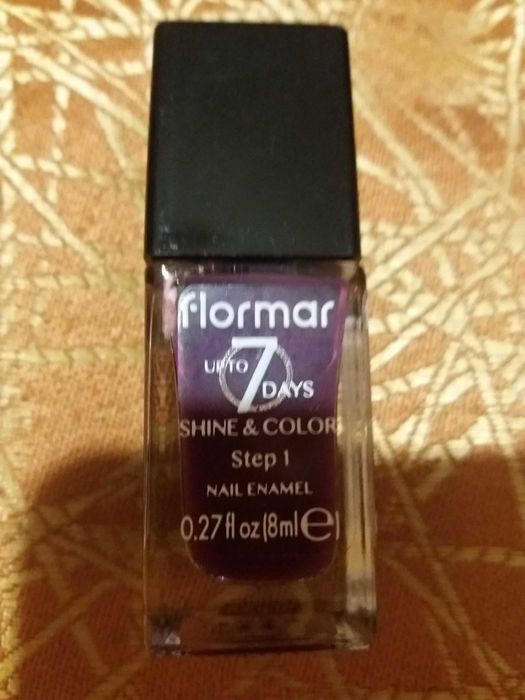 flormar
UP TO 7 DAYS
SHINE & COLOR
Step 1
NAIL ENAMEL
0.27 fl oz (8ml ℮)